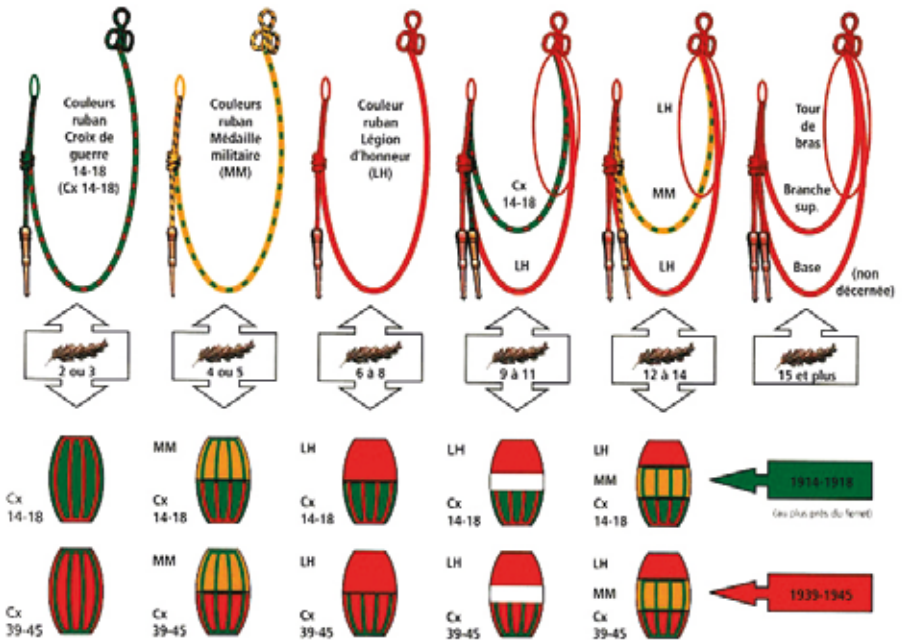 Couleurs
ruban
Croix de
guerre
14-18
(Cx 14-18)
Couleurs
ruban
Médaille
militaire
(MM)
Couleur
ruban
Légion
d'honneur
(LH)
Cx
14-18
LH
LH
MM
LH
Tour
de
bras
Branche
sup.
Base
(non
décernée)
2 ou 3
4 ou 5
6 à 8
9 à 11
12 à 14
15 et plus
Cx
14-18
MM
Cx
14-18
LH
Cx
14-18
LH
Cx
14-18
LH
MM
Cx
14-18
1914-1918
(au plus près du ferret)
Cx
39-45
MM
Cx
39-45
LH
Cx
39-45
LH
Cx
39-45
LH
MM
Cx
39-45
1939-1945